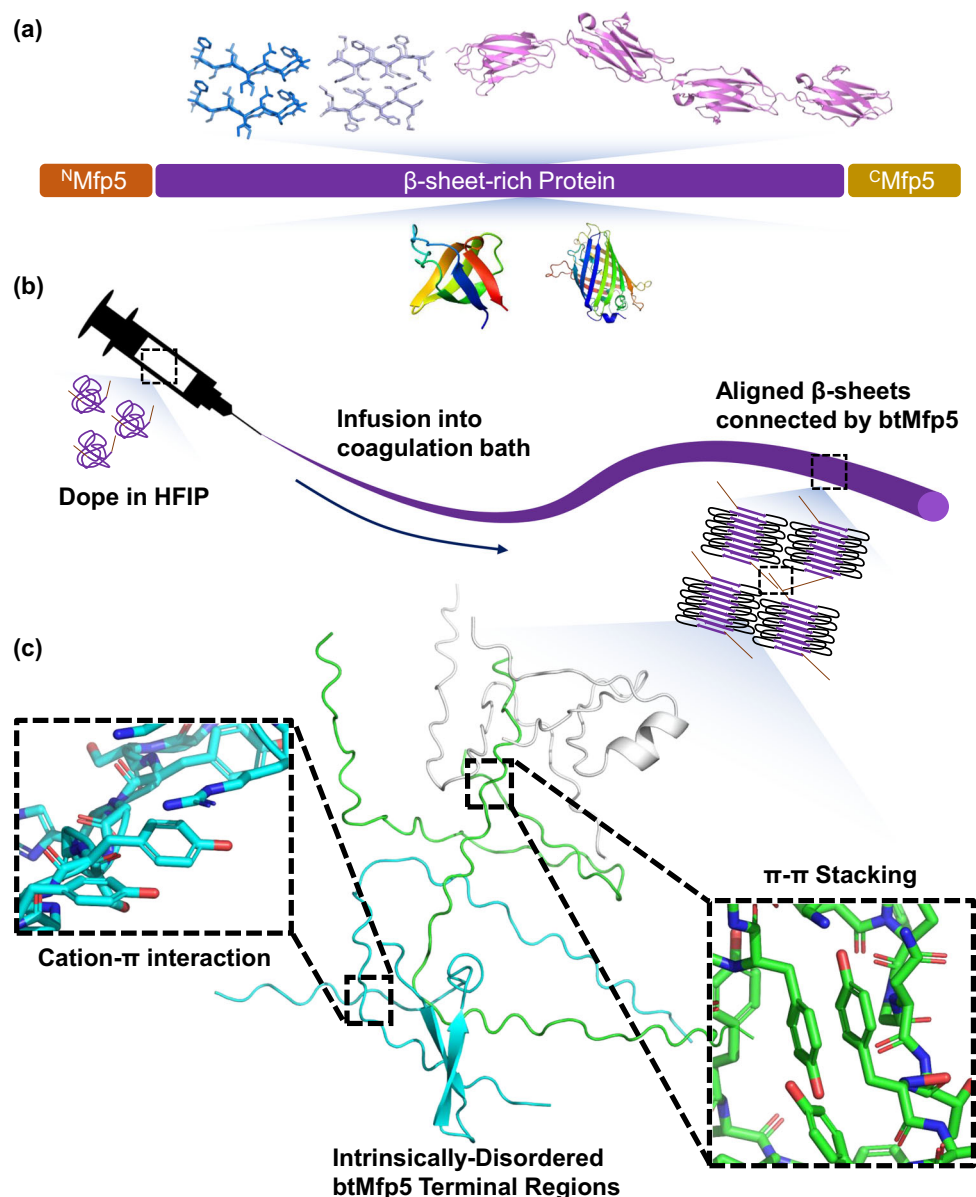 (a)
ᴺMfp5
β-sheet-rich Protein
ᶜMfp5
(b)
Dope in HFIP
Infusion into
coagulation bath
Aligned β-sheets
connected by btMfp5
(c)
Cation-π interaction
π-π Stacking
Intrinsically-Disordered
btMfp5 Terminal Regions